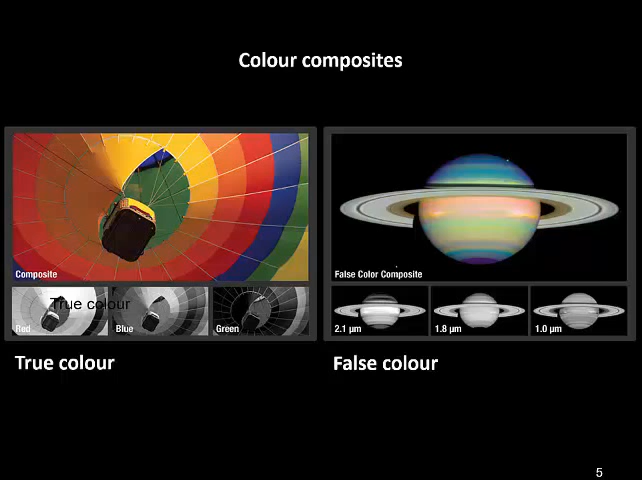 Colour composites
Composite
True colour
Red
Blue
Green
False Color Composite
2.1 µm
1.8 µm
1.0 µm
True colour
False colour
5